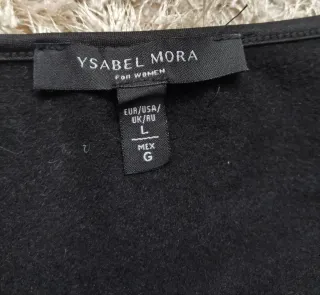 YSABEL MORA
FOR WOMEN
EUR/USA/
UK/RU
L
MEX
G